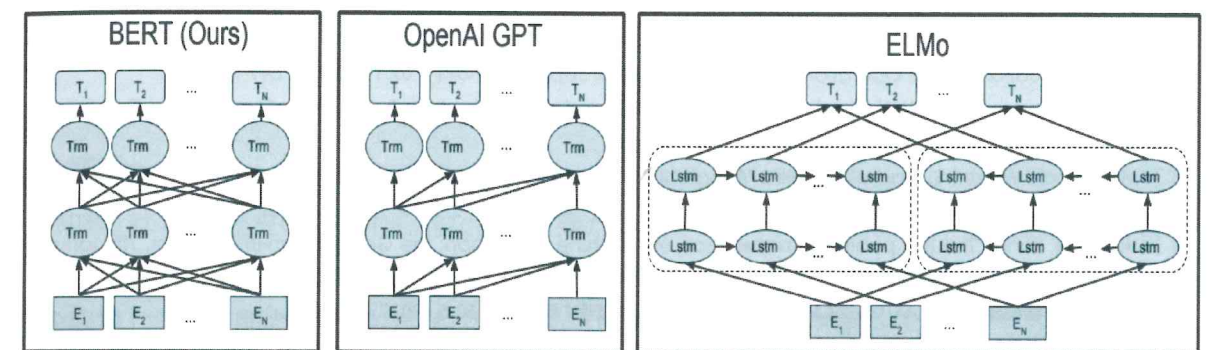 BERT (Ours)
T1 T2 ... TN
Trm Trm ... Trm
Trm Trm ... Trm
E1 E2 ... EN
OpenAI GPT
T1 T2 ... TN
Trm Trm ... Trm
Trm Trm ... Trm
E1 E2 ... EN
ELMo
T1 T2 ... TN
Lstm Lstm ... Lstm Lstm Lstm ... Lstm
Lstm Lstm ... Lstm Lstm Lstm ... Lstm
E1 E2 ... EN